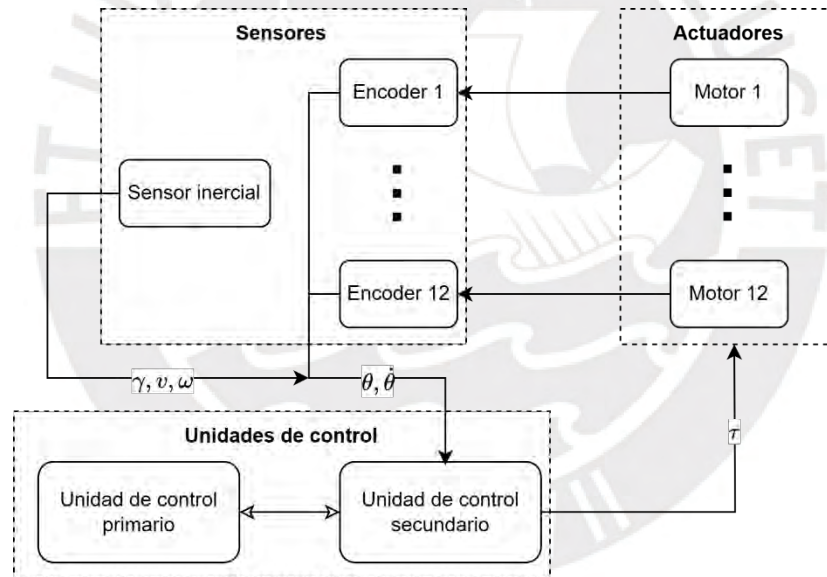 Sensores
Actuadores
Encoder 1
Motor 1
Sensor inercial
Encoder 12
Motor 12
γ, v, ω
θ, θ̇
τ
Unidades de control
Unidad de control
primario
Unidad de control
secundario